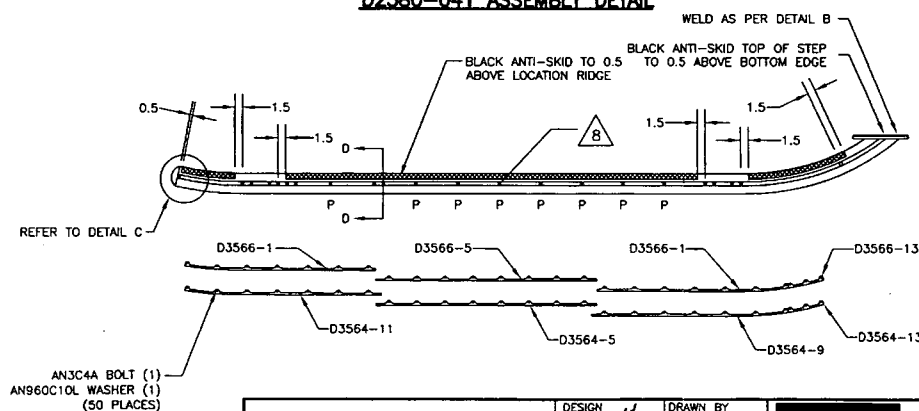 D2580-041 ASSEMBLY DETAIL
WELD AS PER DETAIL B
BLACK ANTI-SKID TO 0.5
ABOVE LOCATION RIDGE
BLACK ANTI-SKID TOP OF STEP
TO 0.5 ABOVE BOTTOM EDGE
0.5
1.5
1.5
8
1.5
1.5
1.5
D
D
P P P P P P P P
REFER TO DETAIL C
D3566-1
D3566-5
D3566-1
D3566-13
D3564-11
D3564-5
D3564-9
D3564-13
AN3C4A BOLT (1)
AN960C10L WASHER (1)
(50 PLACES)
DESIGN
DRAWN BY